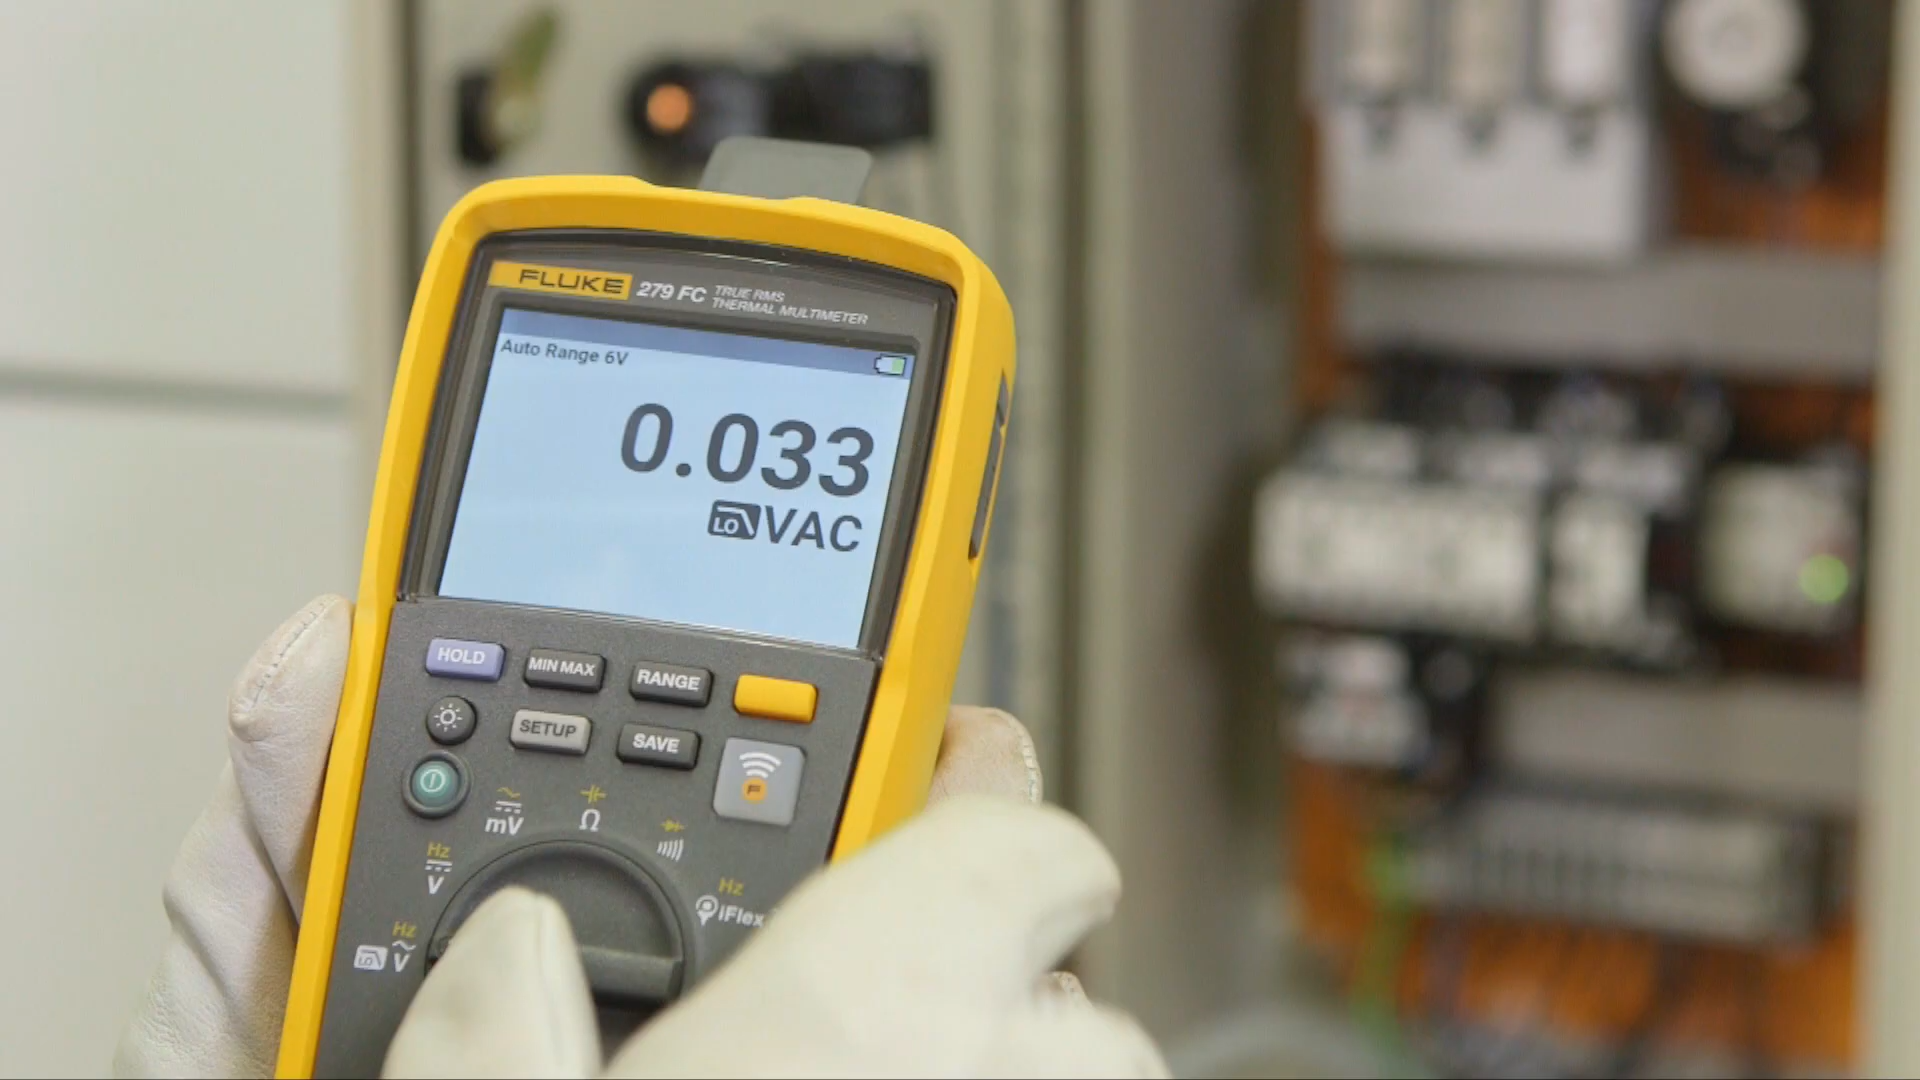 FLUKE 279 FC TRUE RMS
THERMAL MULTIMETER
Auto Range 6V
0.033
LO VAC
HOLD
MIN MAX
RANGE
SETUP
SAVE
F
mV
Ω
Hz
V
Hz
iFlex
Hz
LO V